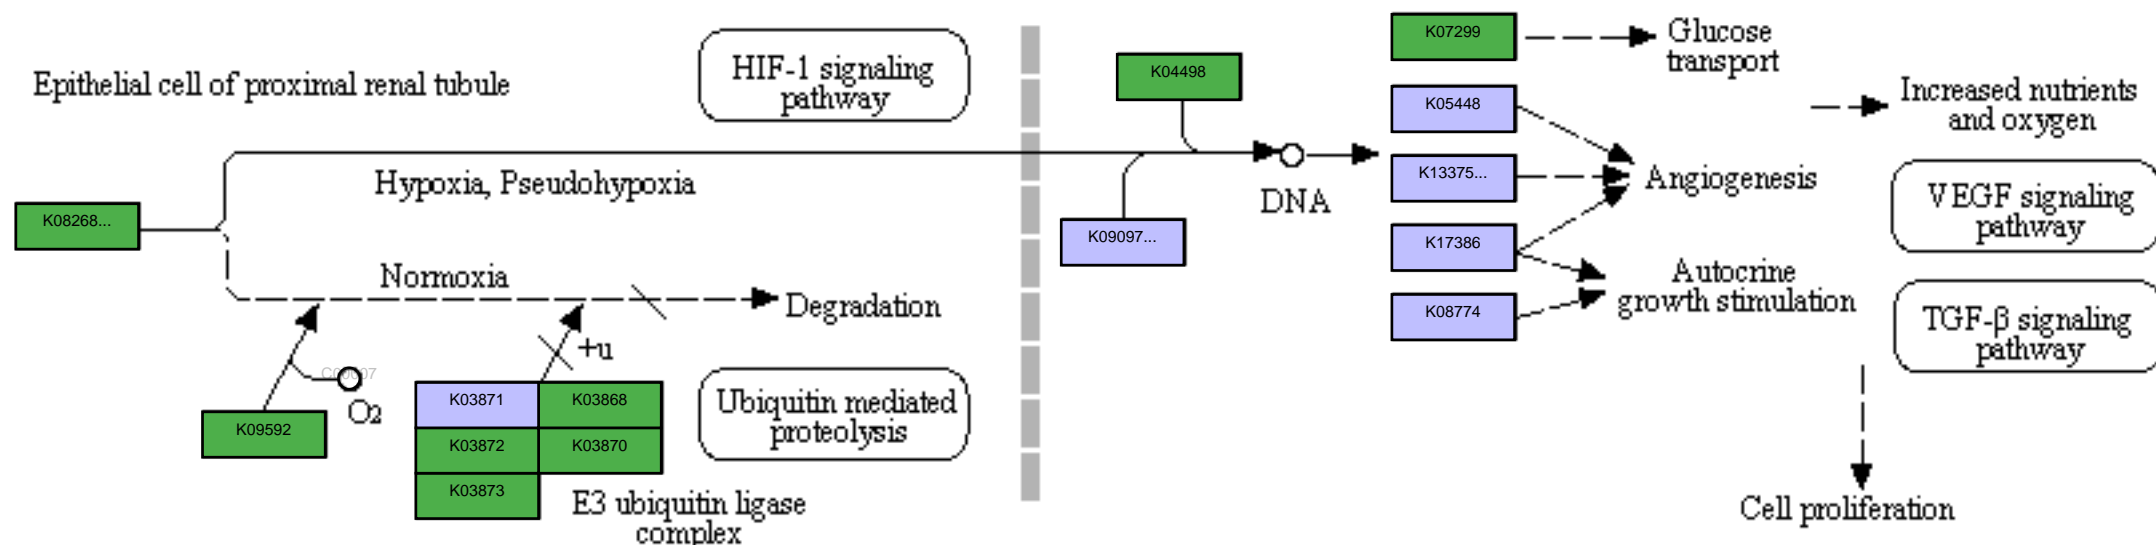 Epithelial cell of proximal renal tubule
HIF-1 signaling
pathway
K04498
K07299
Glucose
transport
K05448
Increased nutrients
and oxygen
Hypoxia, Pseudohypoxia
DNA
K13375...
Angiogenesis
VEGF signaling
pathway
K08268...
K09097...
K17386
Normoxia
Degradation
Autocrine
growth stimulation
K08774
TGF-β signaling
pathway
+u
C00007
O2
K09592
K03871
K03868
K03872
K03870
K03873
Ubiquitin mediated
proteolysis
E3 ubiquitin ligase
complex
Cell proliferation